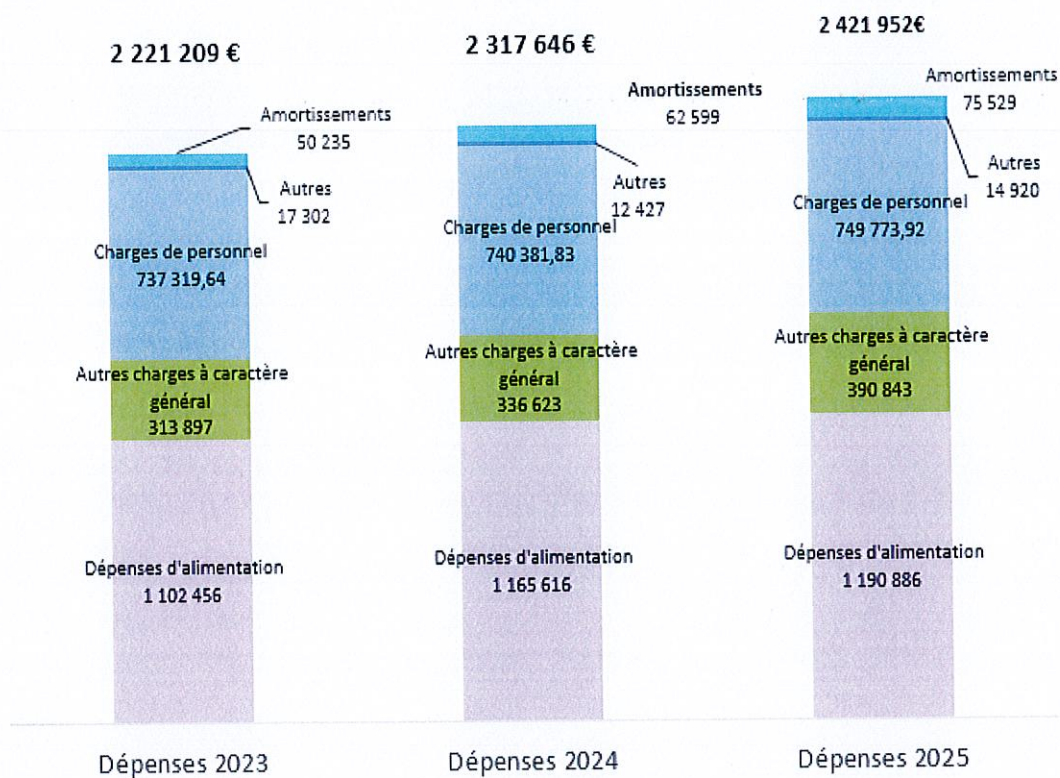 2 221 209 €
Amortissements
50 235
Autres
17 302
Charges de personnel
737 319,64
Autres charges à caractère
général
313 897
Dépenses d'alimentation
1 102 456
Dépenses 2023
2 317 646 €
Amortissements
62 599
Autres
12 427
Charges de personnel
740 381,83
Autres charges à caractère
général
336 623
Dépenses d'alimentation
1 165 616
Dépenses 2024
2 421 952€
Amortissements
75 529
Autres
14 920
Charges de personnel
749 773,92
Autres charges à caractère
général
390 843
Dépenses d'alimentation
1 190 886
Dépenses 2025